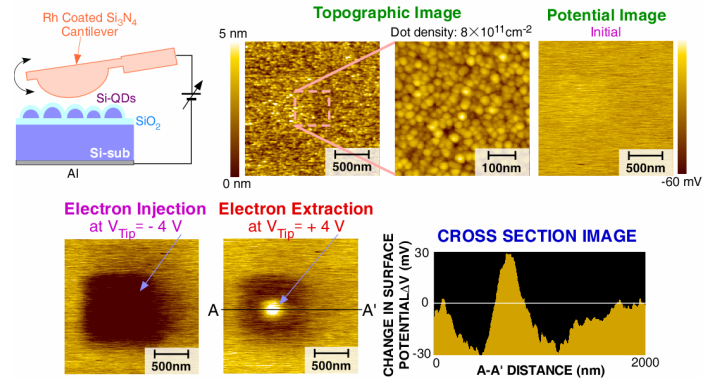 Rh Coated Si3N4
Cantilever
Si-QDs
SiO2
Si-sub
Al
Topographic Image
5 nm
0 nm
500nm
Dot density: 8×10¹¹cm-2
100nm
Potential Image
Initial
500nm
-60 mV
Electron Injection
at VTip= - 4 V
500nm
Electron Extraction
at VTip= + 4 V
A
A'
500nm
CROSS SECTION IMAGE
CHANGE IN SURFACE
POTENTIALΔV (mV)
30
0
-30
0
2000
A-A' DISTANCE (nm)